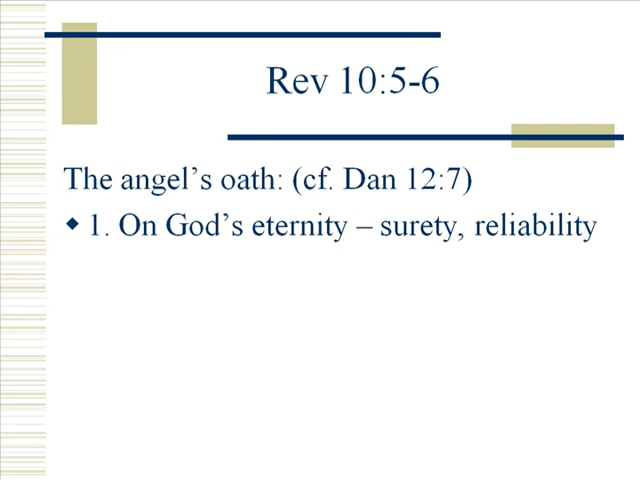 Rev 10:5-6
The angel’s oath: (cf. Dan 12:7)
◆ 1. On God’s eternity – surety, reliability